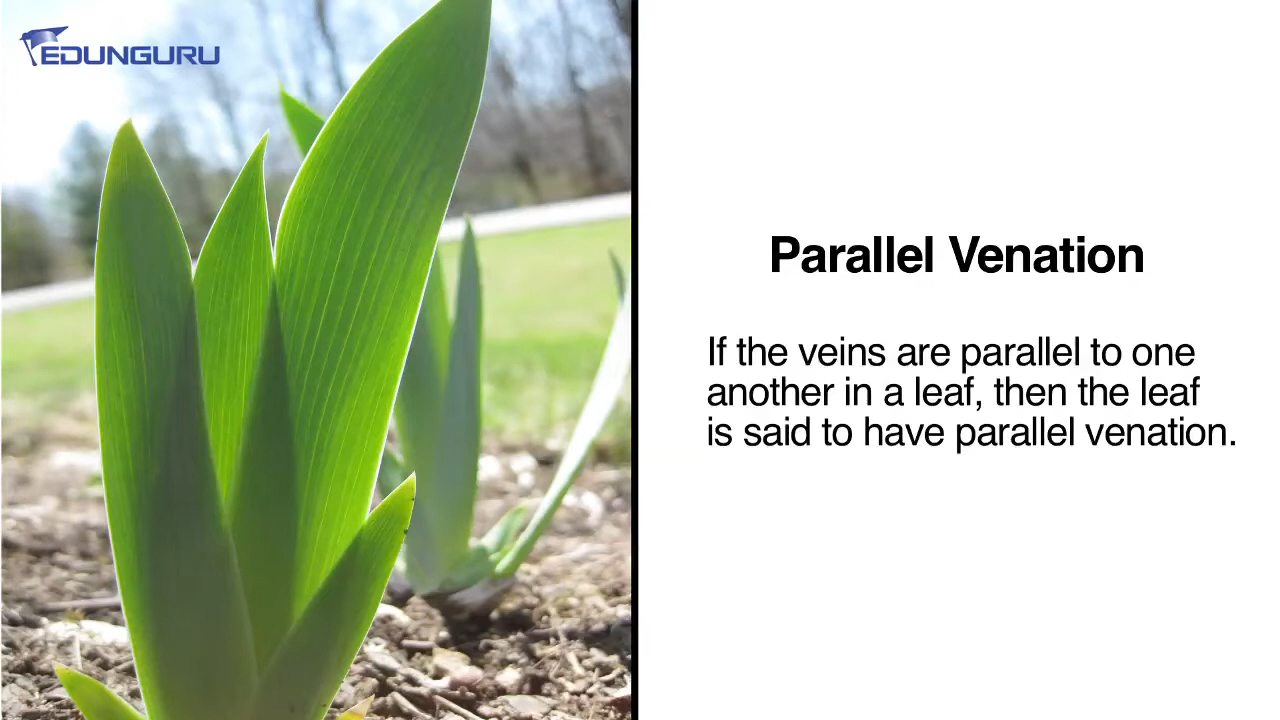 EDUNGURU
Parallel Venation
If the veins are parallel to one
another in a leaf, then the leaf
is said to have parallel venation.